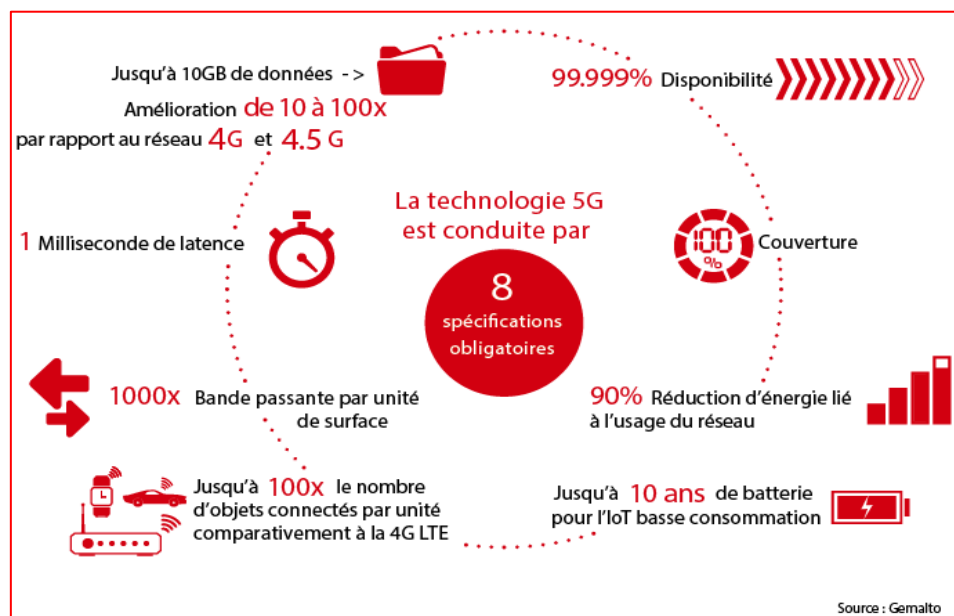 Jusqu'à 10GB de données ->
Amélioration de 10 à 100x
par rapport au réseau 4G et 4.5 G
99.999% Disponibilité
La technologie 5G
est conduite par
8
spécifications
obligatoires
1 Milliseconde de latence
100
%
Couverture
1000x Bande passante par unité
de surface
90% Réduction d'énergie lié
à l'usage du réseau
Jusqu'à 100x le nombre
d'objets connectés par unité
comparativement à la 4G LTE
Jusqu'à 10 ans de batterie
pour l'IoT basse consommation
Source : Gemalto